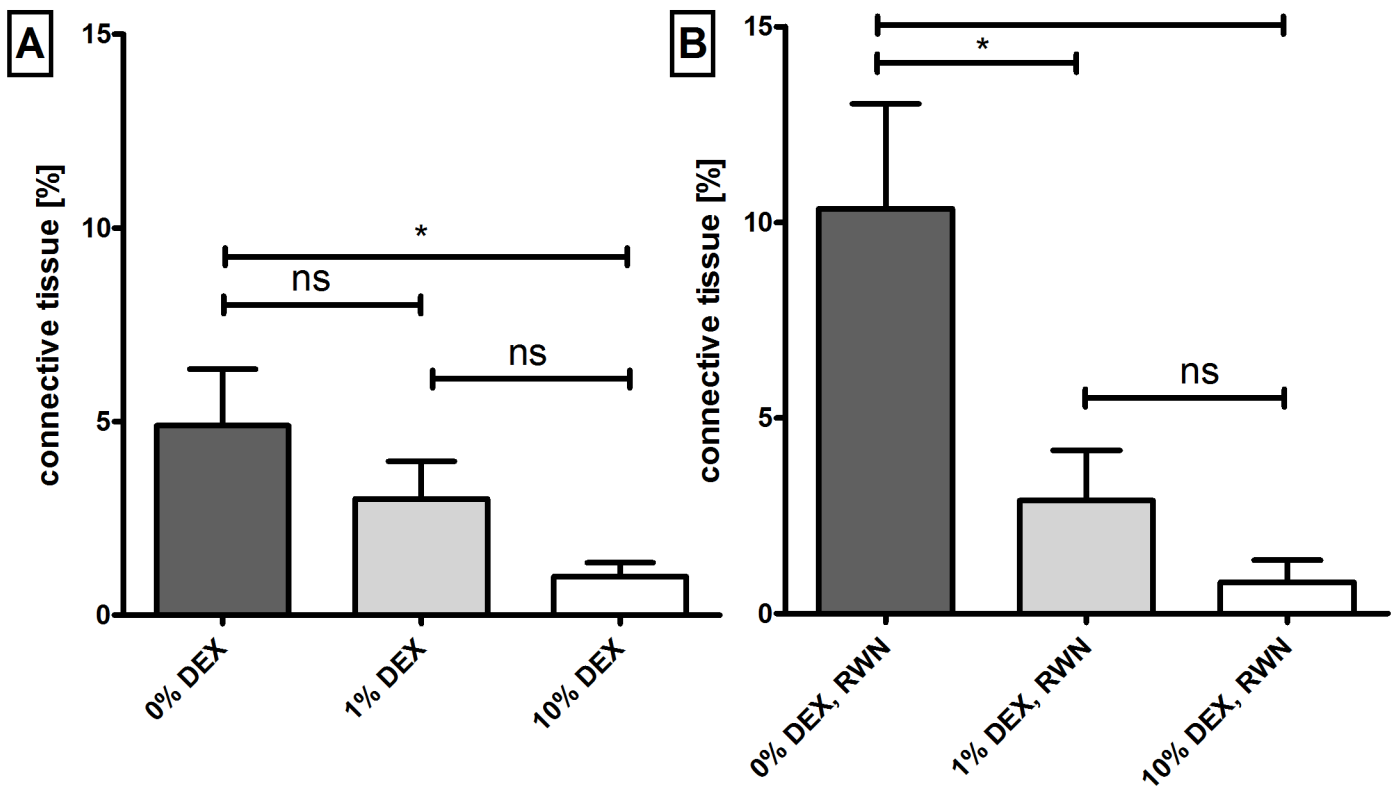 A
15
10
5
0
connective tissue [%]
*
ns
ns
0% DEX
1% DEX
10% DEX
B
15
10
5
0
connective tissue [%]
*
ns
0% DEX, RWN
1% DEX, RWN
10% DEX, RWN